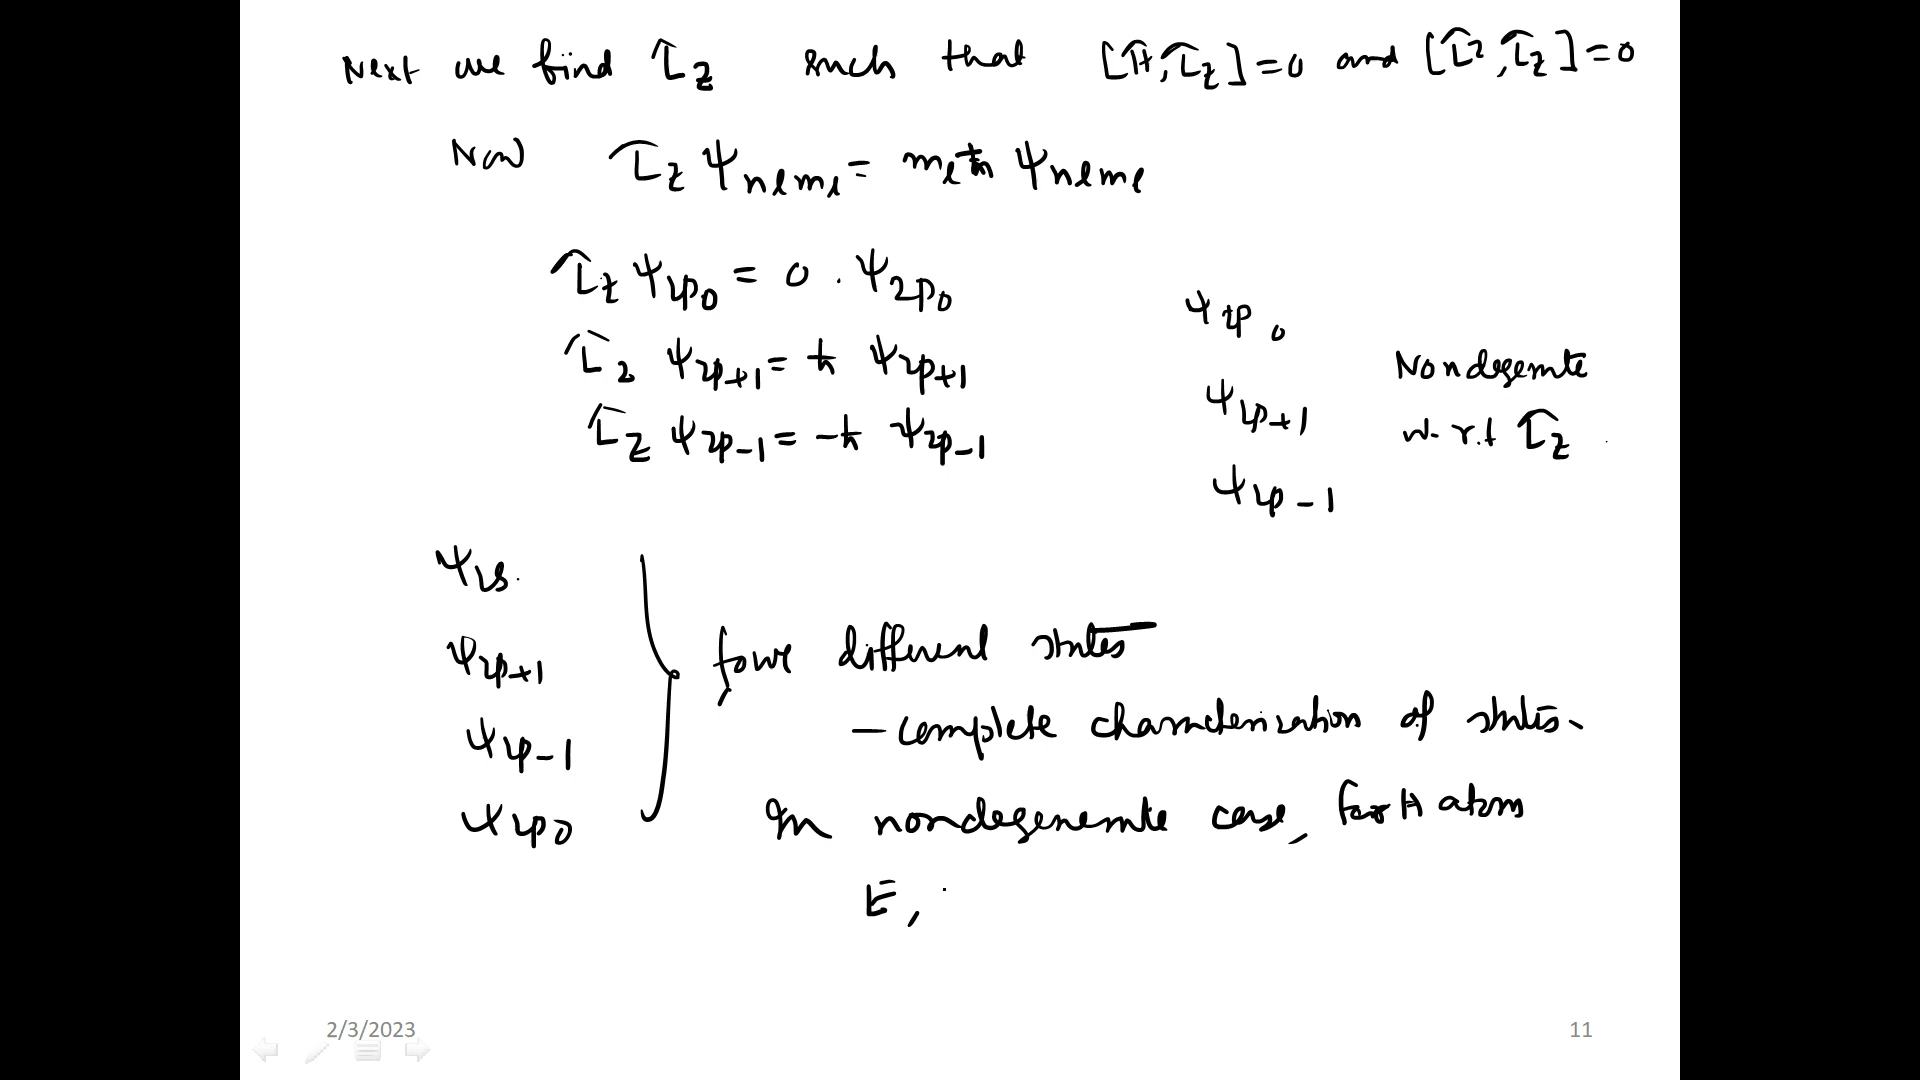 Next we find L̂z such that [Ĥ, L̂z] = 0 and [L̂², L̂z] = 0
Now L̂z ψnlml = mlħ ψnlml
L̂z ψ2p0 = 0 . ψ2p0
L̂z ψ2p+1 = ħ ψ2p+1
L̂z ψ2p-1 = -ħ ψ2p-1
ψ2p0
ψ2p+1
ψ2p-1
Nondegenerate
w.r.t L̂z
ψ2s
ψ2p+1
ψ2p-1
ψ2p0
four different states
- complete characterization of states.
In nondegenerate case, for H atom
E,
2/3/2023
11